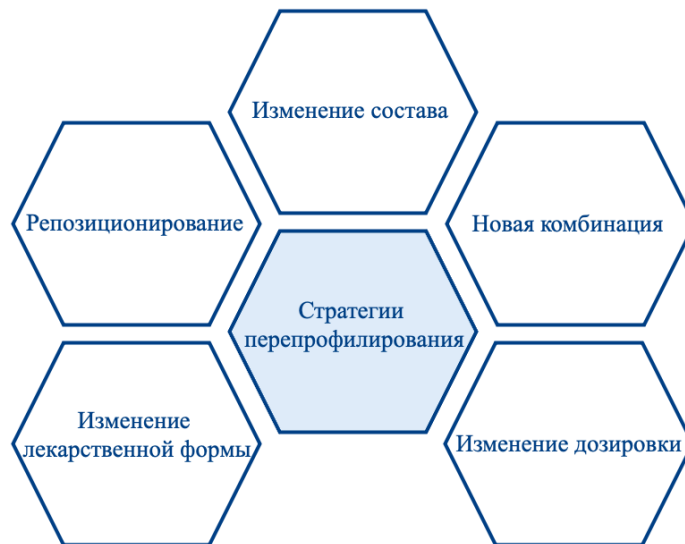 Изменение состава
Репозиционирование
Новая комбинация
Стратегии
перепрофилирования
Изменение
лекарственной формы
Изменение дозировки